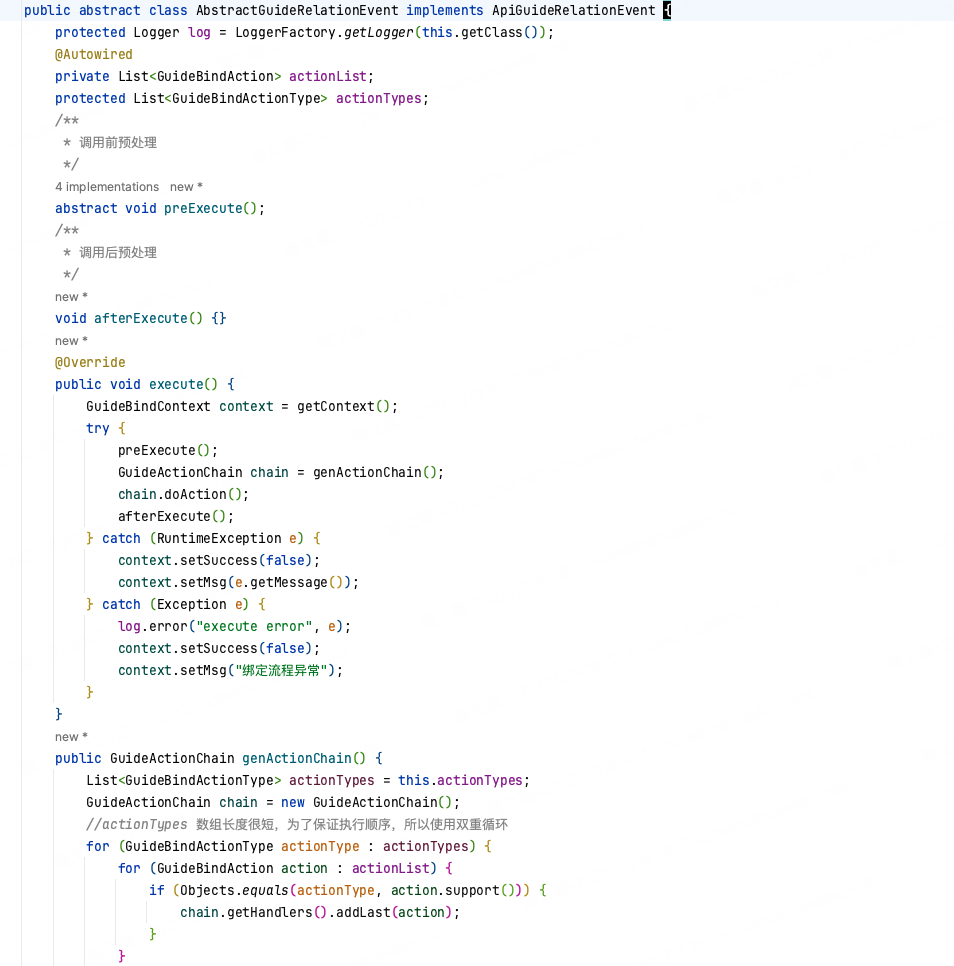 public abstract class AbstractGuideRelationEvent implements ApiGuideRelationEvent {
    protected Logger log = LoggerFactory.getLogger(this.getClass());
    @Autowired
    private List<GuideBindAction> actionList;
    protected List<GuideBindActionType> actionTypes;
    /**
     * 调用前预处理
     */
    4 implementations   new *
    abstract void preExecute();
    /**
     * 调用后预处理
     */
    new *
    void afterExecute() {}
    new *
    @Override
    public void execute() {
        GuideBindContext context = getContext();
        try {
            preExecute();
            GuideActionChain chain = genActionChain();
            chain.doAction();
            afterExecute();
        } catch (RuntimeException e) {
            context.setSuccess(false);
            context.setMsg(e.getMessage());
        } catch (Exception e) {
            log.error("execute error", e);
            context.setSuccess(false);
            context.setMsg("绑定流程异常");
        }
    }
    new *
    public GuideActionChain genActionChain() {
        List<GuideBindActionType> actionTypes = this.actionTypes;
        GuideActionChain chain = new GuideActionChain();
        //actionTypes 数组长度很短，为了保证执行顺序，所以使用双重循环
        for (GuideBindActionType actionType : actionTypes) {
            for (GuideBindAction action : actionList) {
                if (Objects.equals(actionType, action.support())) {
                    chain.getHandlers().addLast(action);
                }
            }